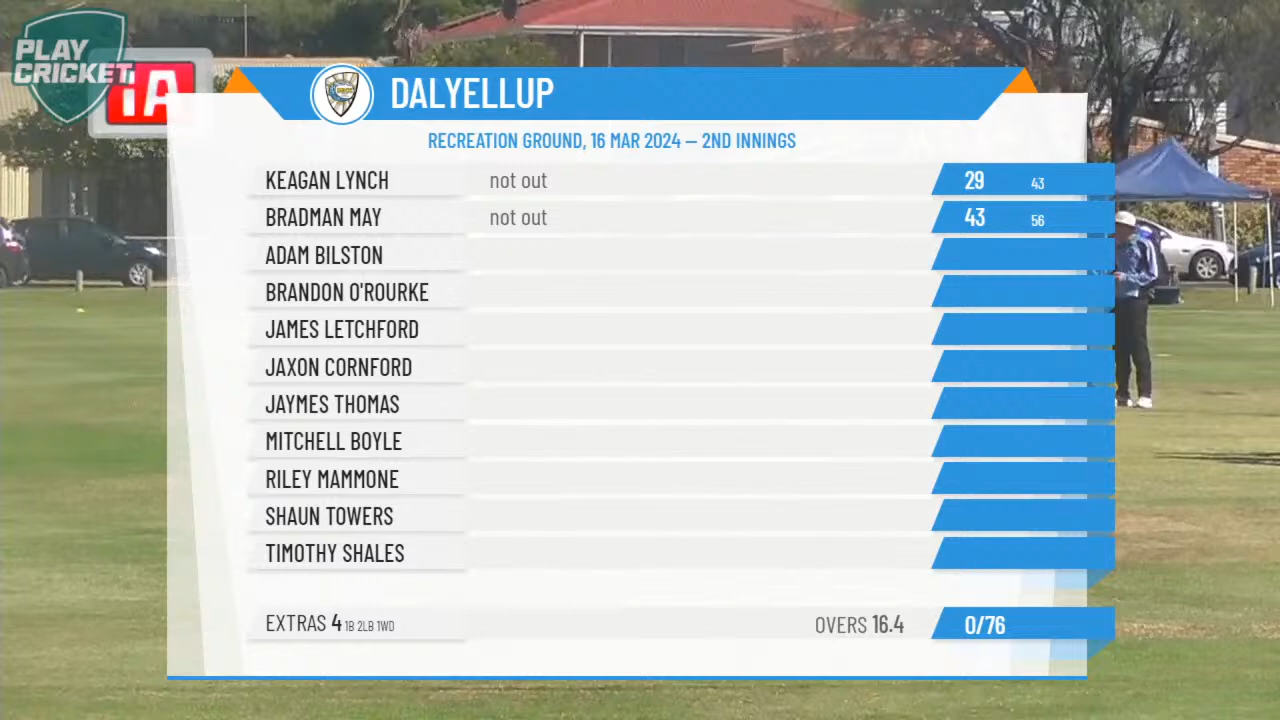 PLAY
CRICKET
iA
DALYELLUP
RECREATION GROUND, 16 MAR 2024 – 2ND INNINGS
KEAGAN LYNCH not out 29 43
BRADMAN MAY not out 43 56
ADAM BILSTON
BRANDON O'ROURKE
JAMES LETCHFORD
JAXON CORNFORD
JAYMES THOMAS
MITCHELL BOYLE
RILEY MAMMONE
SHAUN TOWERS
TIMOTHY SHALES
EXTRAS 4 1B 2LB 1WD OVERS 16.4 0/76